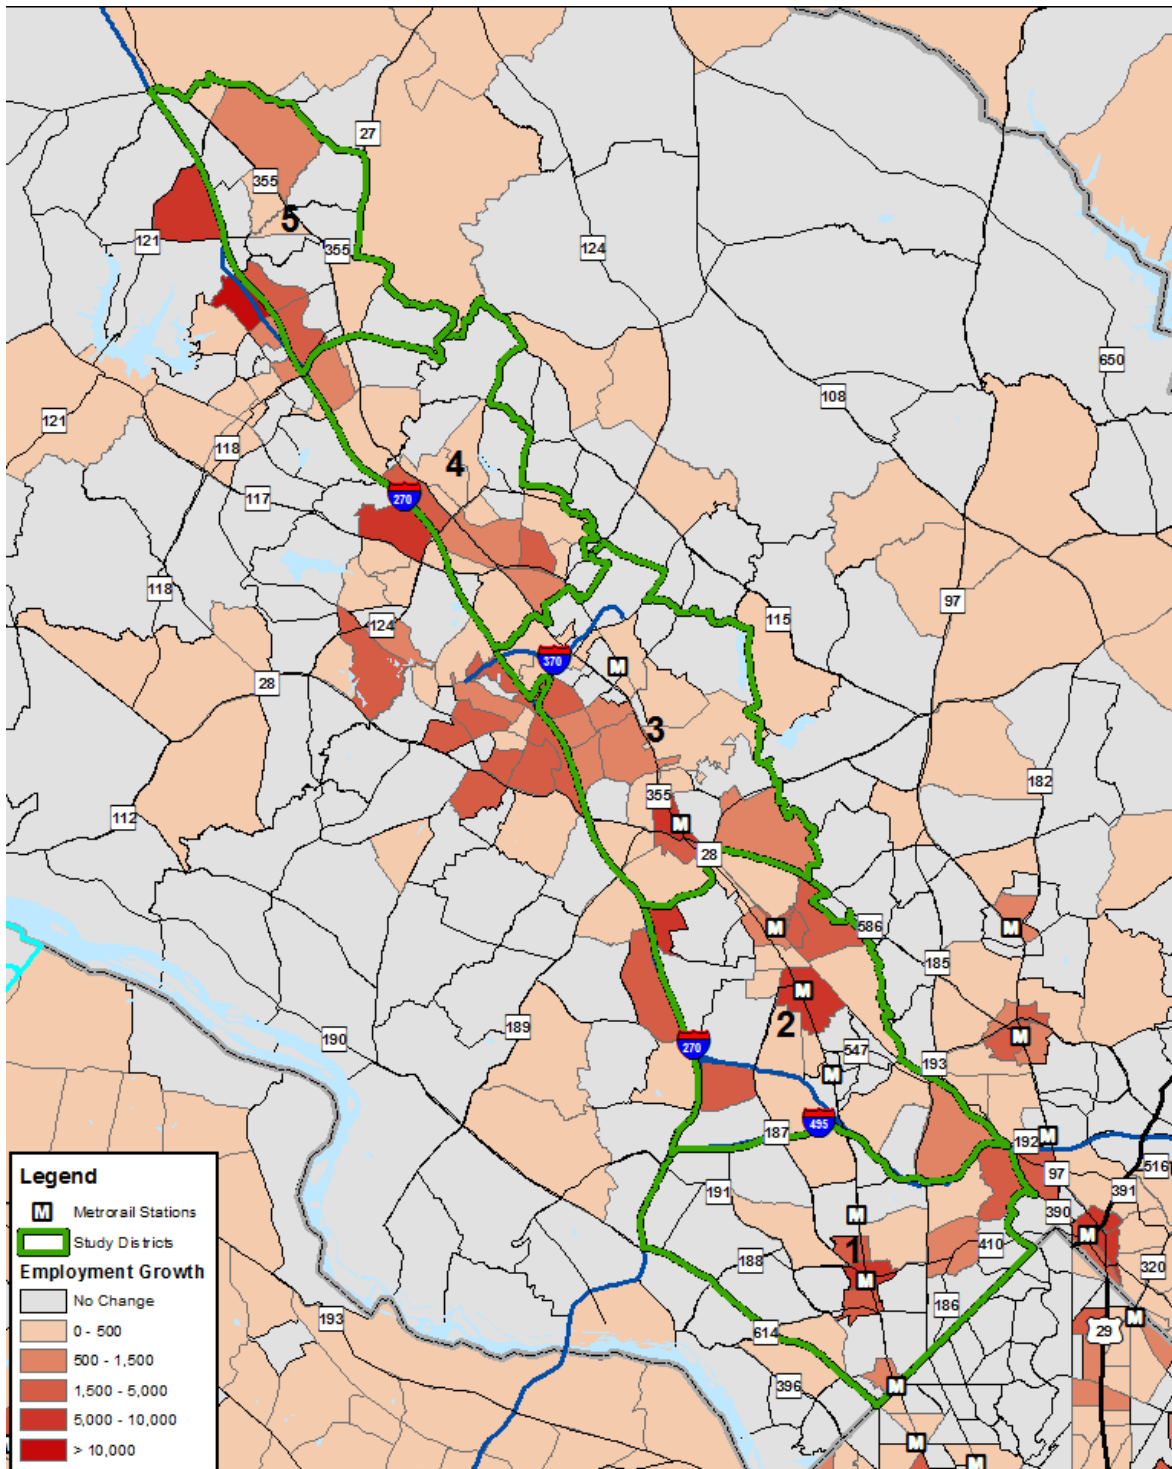 27
355
5
121
355
124
650
108
121
118
4
117
270
118
97
115
124
370
M
28
3
182
355
112
M
28
M
586
M
185
M
2
189
M
190
547
270
193
M
495
187
192
M
97
516
191
391
390
M
1
410
M
188
320
M
186
M
193
614
29
M
396
M
M
Legend
M Metrorail Stations
Study Districts
Employment Growth
No Change
0 - 500
500 - 1,500
1,500 - 5,000
5,000 - 10,000
> 10,000